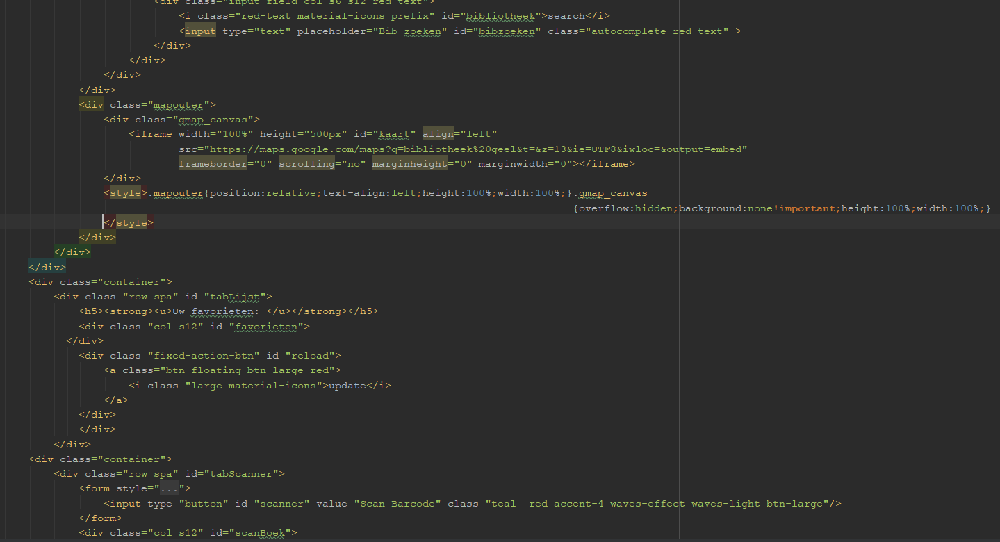 <div class="input-field col s6 s12 red-text">
<i class="red-text material-icons prefix" id="bibliotheek">search</i>
<input type="text" placeholder="Bib zoeken" id="bibzoeken" class="autocomplete red-text" >
</div>
</div>
</div>
</div>
<div class="mapouter">
<div class="gmap_canvas">
<iframe width="100%" height="500px" id="kaart" align="left"
src="https://maps.google.com/maps?q=bibliotheek%20geel&t=&z=13&ie=UTF8&iwloc=&output=embed"
frameborder="0" scrolling="no" marginheight="0" marginwidth="0"></iframe>
</div>
<style>.mapouter{position:relative;text-align:left;height:100%;width:100%;}.gmap_canvas
{overflow:hidden;background:none!important;height:100%;width:100%;}
</style>
</div>
</div>
</div>
<div class="container">
<div class="row spa" id="tabLijst">
<h5><strong><u>Uw favorieten: </u></strong></h5>
<div class="col s12" id="favorieten">
</div>
<div class="fixed-action-btn" id="reload">
<a class="btn-floating btn-large red">
<i class="large material-icons">update</i>
</a>
</div>
</div>
</div>
<div class="container">
<div class="row spa" id="tabScanner">
<form style="...">
<input type="button" id="scanner" value="Scan Barcode" class="teal  red accent-4 waves-effect waves-light btn-large"/>
</form>
<div class="col s12" id="scanBoek">